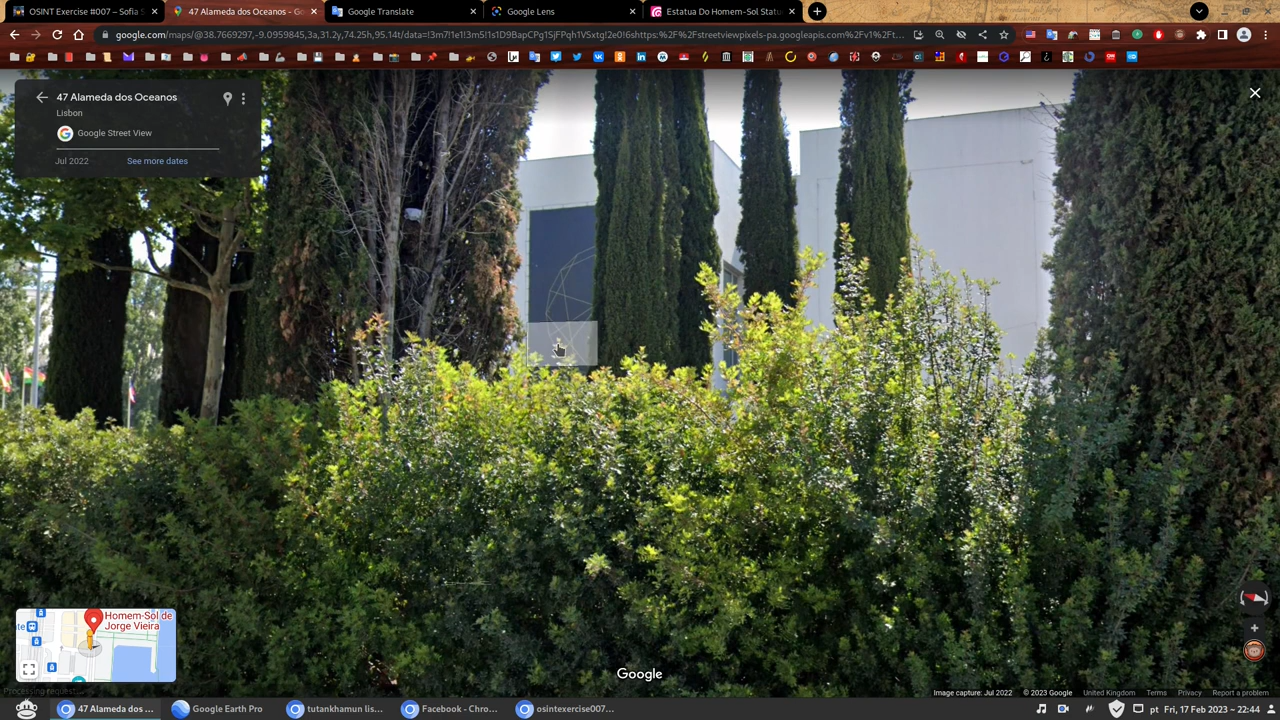 OSINT Exercise #007 – Sofia S
47 Alameda dos Oceanos - Go
Google Translate
Google Lens
Estatua Do Homem-Sol Statu
google.com/maps/@38.7669297,-9.0959845,3a,31.2y,74.25h,95.14t/data=!3m7!1e1!3m5!1s1D9BapCPg1SjFPqh1VSxtg!2e0!6shttps:%2F%2Fstreetviewpixels-pa.googleapis.com%2Fv1%2Ft...
47 Alameda dos Oceanos
Lisbon
Google Street View
Jul 2022
See more dates
Homem-Sol de
Jorge Vieira
Google
Processing request
Image capture: Jul 2022
© 2023 Google
United Kingdom
Terms
Privacy
Report a problem
47 Alameda dos ...
Google Earth Pro
tutankhamun lis...
Facebook - Chro...
osintexercise007...
pt
Fri, 17 Feb 2023 ~ 22:44